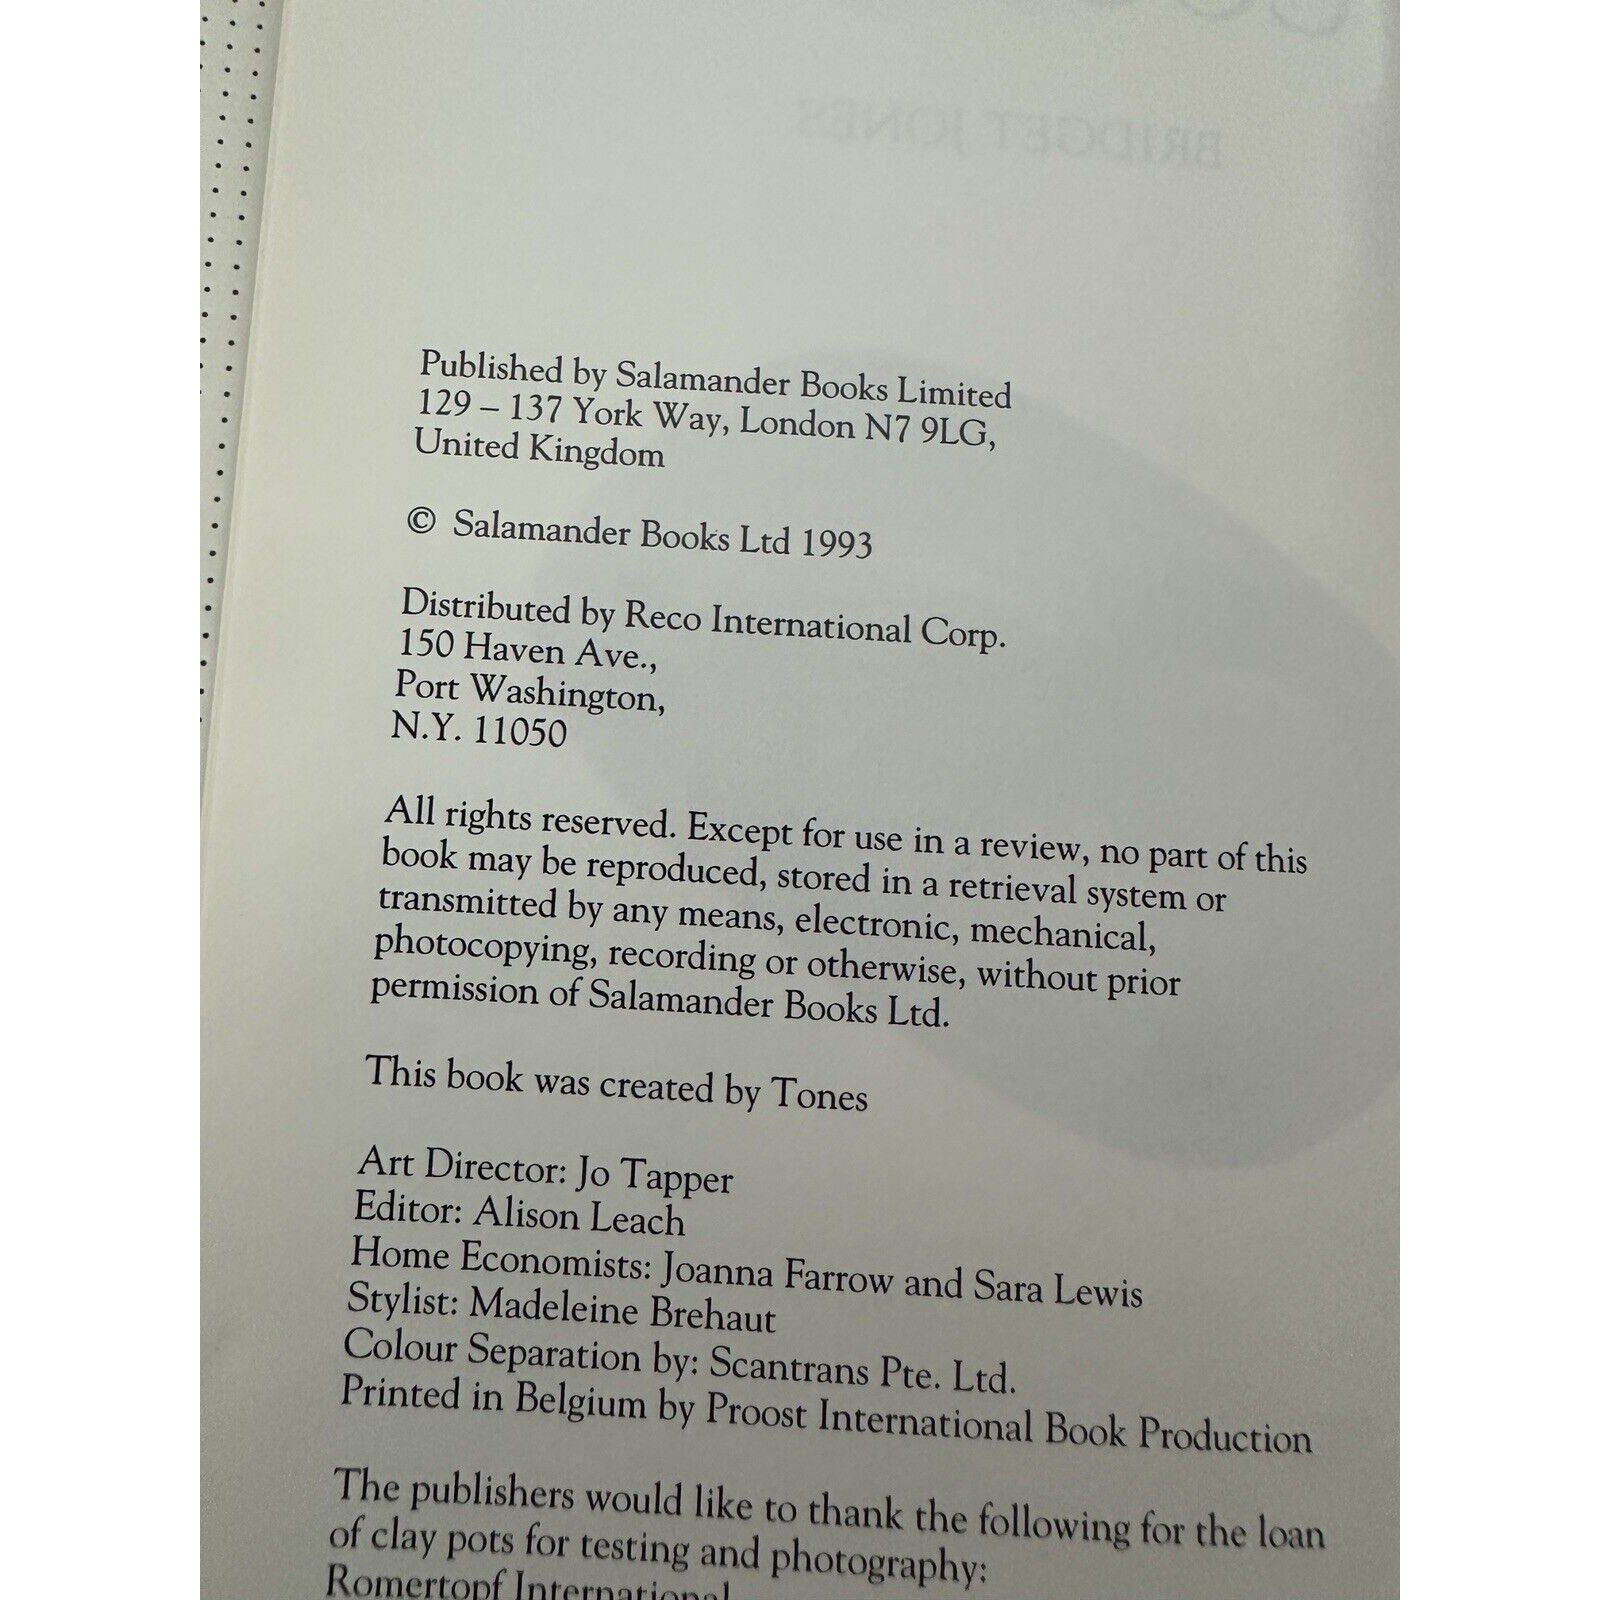 BRIDGET JONES
Published by Salamander Books Limited
129 – 137 York Way, London N7 9LG,
United Kingdom
© Salamander Books Ltd 1993
Distributed by Reco International Corp.
150 Haven Ave.,
Port Washington,
N.Y. 11050
All rights reserved. Except for use in a review, no part of this
book may be reproduced, stored in a retrieval system or
transmitted by any means, electronic, mechanical,
photocopying, recording or otherwise, without prior
permission of Salamander Books Ltd.
This book was created by Tones
Art Director: Jo Tapper
Editor: Alison Leach
Home Economists: Joanna Farrow and Sara Lewis
Stylist: Madeleine Brehaut
Colour Separation by: Scantrans Pte. Ltd.
Printed in Belgium by Proost International Book Production
The publishers would like to thank the following for the loan
of clay pots for testing and photography:
Romertopf International